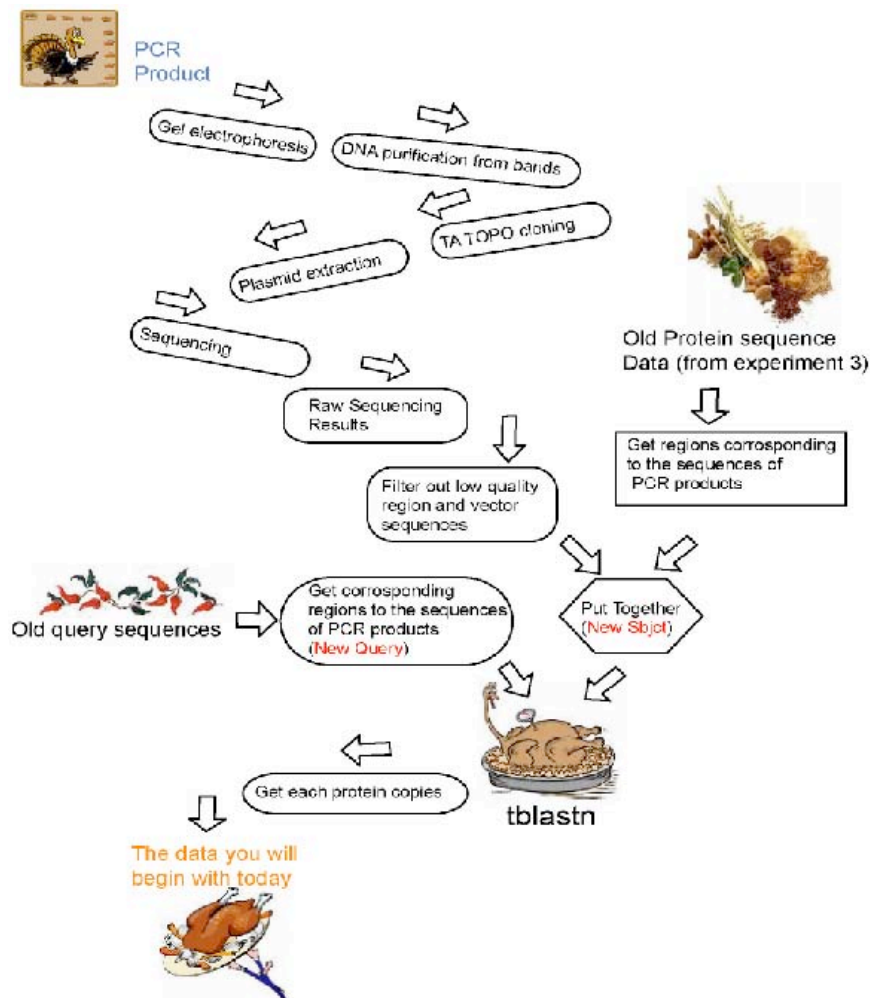 PCR
Product
Gel electrophoresis
DNA purification from bands
TA TOPO cloning
Plasmid extraction
Sequencing
Old Protein sequence
Data (from experiment 3)
Raw Sequencing
Results
Get regions corrosponding
to the sequences of
PCR products
Filter out low quality
region and vector
sequences
Old query sequences
Get corrosponding
regions to the sequences
of PCR products
(New Query)
Put Together
(New Sbjct)
tblastn
Get each protein copies
The data you will
begin with today